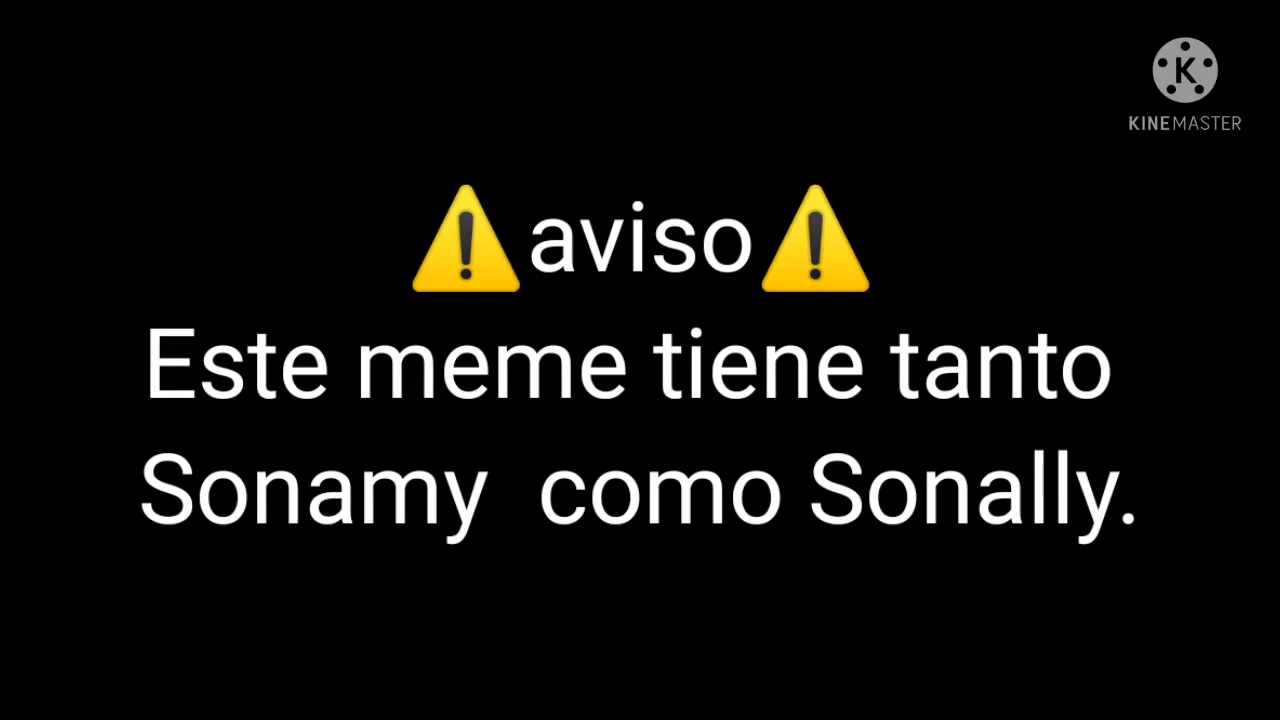 KINEMASTER
⚠️aviso⚠️
Este meme tiene tanto
Sonamy como Sonally.